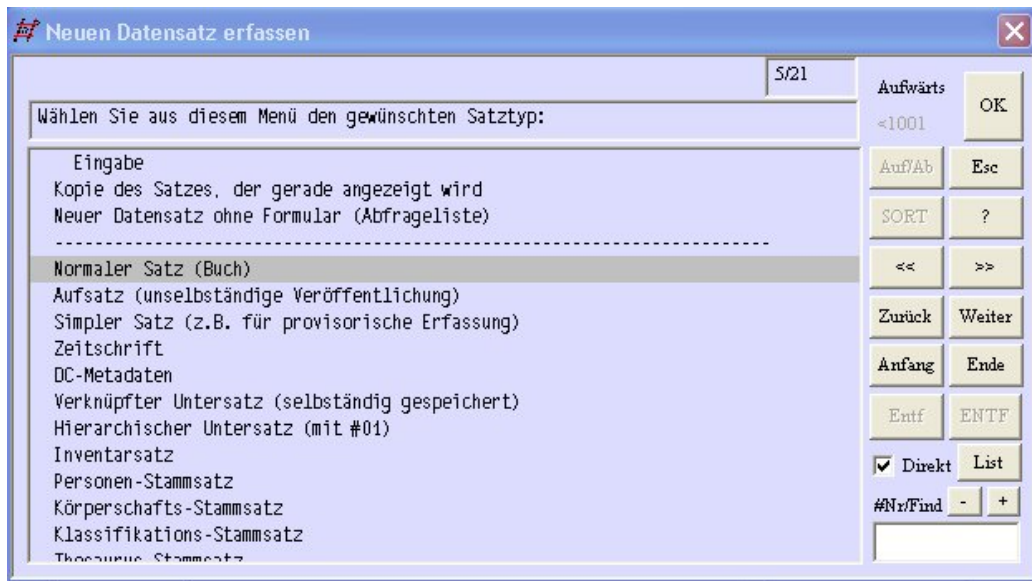 Neuen Datensatz erfassen
5/21
Wählen Sie aus diesem Menü den gewünschten Satztyp:
Eingabe
Kopie des Satzes, der gerade angezeigt wird
Neuer Datensatz ohne Formular (Abfrageliste)
------------------------------------------------------------------------
Normaler Satz (Buch)
Aufsatz (unselbständige Veröffentlichung)
Simpler Satz (z.B. für provisorische Erfassung)
Zeitschrift
DC-Metadaten
Verknüpfter Untersatz (selbständig gespeichert)
Hierarchischer Untersatz (mit #01)
Inventarsatz
Personen-Stammsatz
Körperschafts-Stammsatz
Klassifikations-Stammsatz
Thesaurus-Stammsatz
Aufwärts
<1001
OK
Auf/Ab Esc
SORT ?
<< >>
Zurück Weiter
Anfang Ende
Entf ENTF
Direkt List
#Nr/Find - +